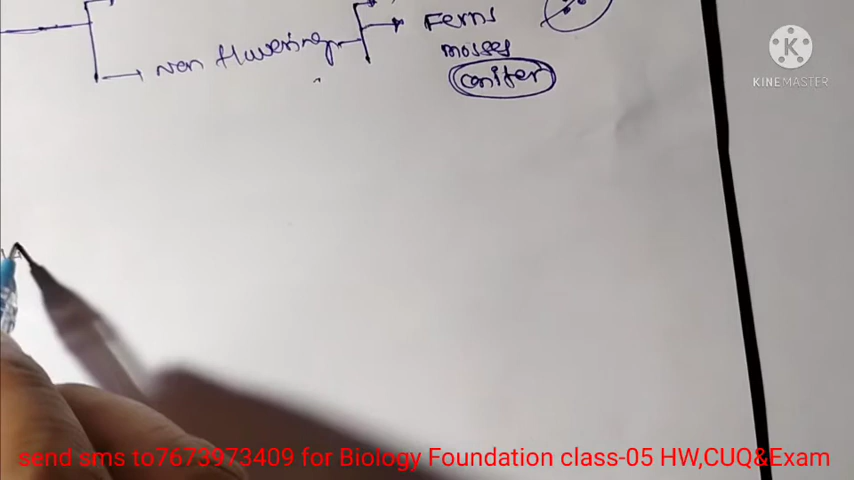 Ferns
mosses
non flowering
conifer
K
KINEMASTER
send sms to7673973409 for Biology Foundation class-05 HW,CUQ&Exam